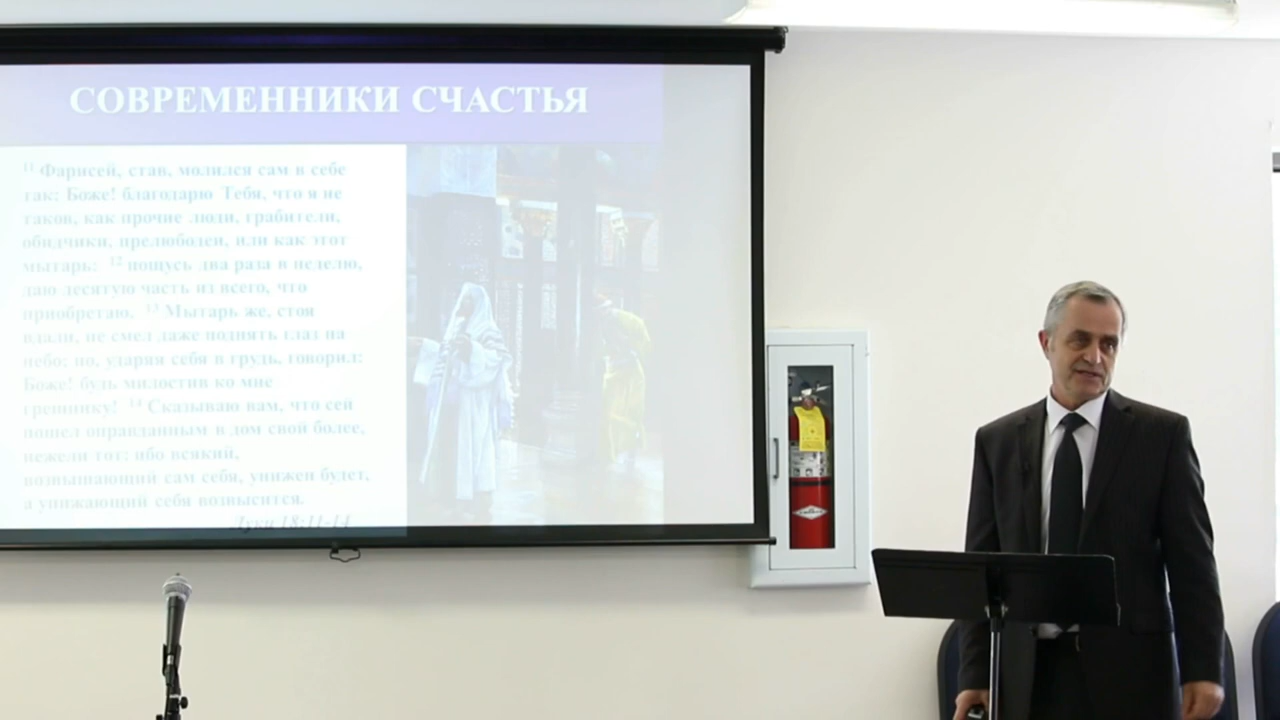 СОВРЕМЕННИКИ СЧАСТЬЯ
¹¹ Фарисей, став, молился сам в себе
так: Боже! благодарю Тебя, что я не
таков, как прочие люди, грабители,
обидчики, прелюбодеи, или как этот
мытарь: ¹² пощусь два раза в неделю,
даю десятую часть из всего, что
приобретаю. ¹³ Мытарь же, стоя
вдали, не смел даже поднять глаз на
небо; но, ударяя себя в грудь, говорил:
Боже! будь милостив ко мне
грешнику! ¹⁴ Сказываю вам, что сей
пошел оправданным в дом свой более,
нежели тот: ибо всякий,
возвышающий сам себя, унижен будет,
а унижающий себя возвысится.
Луки 18:11-14